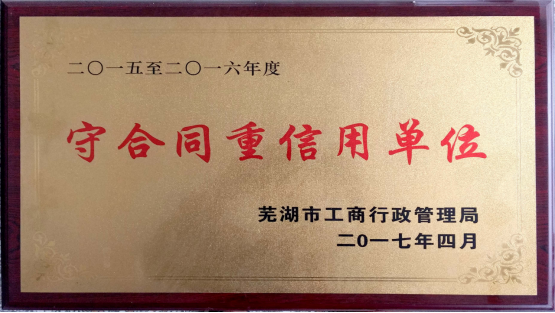 二〇一五至二〇一六年度
守合同重信用单位
芜湖市工商行政管理局
二0一七年四月